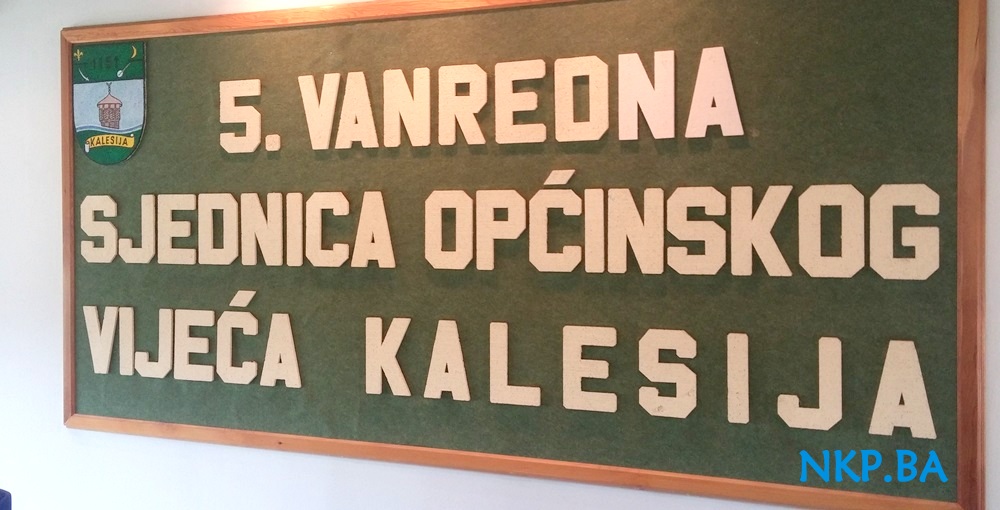 KALESIJA
5. VANREDNA
SJEDNICA OPĆINSKOG
VIJEĆA KALESIJA
NKP.BA